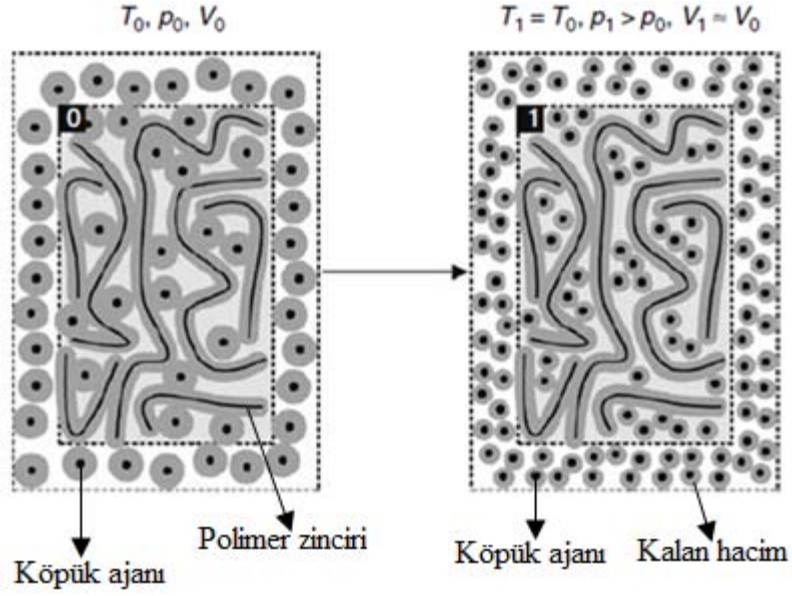 T₀, p₀, V₀
T₁ = T₀, p₁ > p₀, V₁ ≈ V₀
0
1
Polimer zinciri
Köpük ajanı
Köpük ajanı
Kalan hacim